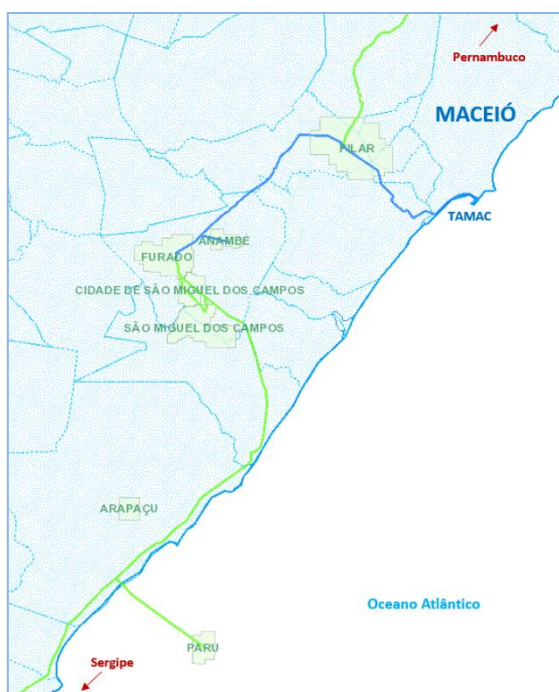 Pernambuco
MACEIÓ
PILAR
TAMAC
ANAMBÉ
FURADO
CIDADE DE SÃO MIGUEL DOS CAMPOS
SÃO MIGUEL DOS CAMPOS
ARAPAÇU
Oceano Atlântico
PARU
Sergipe